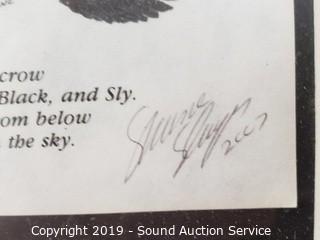 crow
Black, and Sly.
om below
the sky.
2007
Copyright 2019 - Sound Auction Service